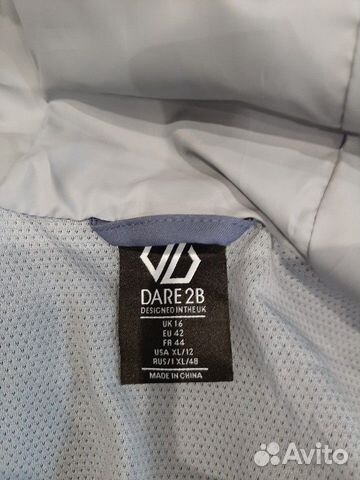 DARE 2B
DESIGNED IN THE UK
UK 16
EU 42
FR 44
USA XL/12
RUS/I XL/48
MADE IN CHINA
Avito